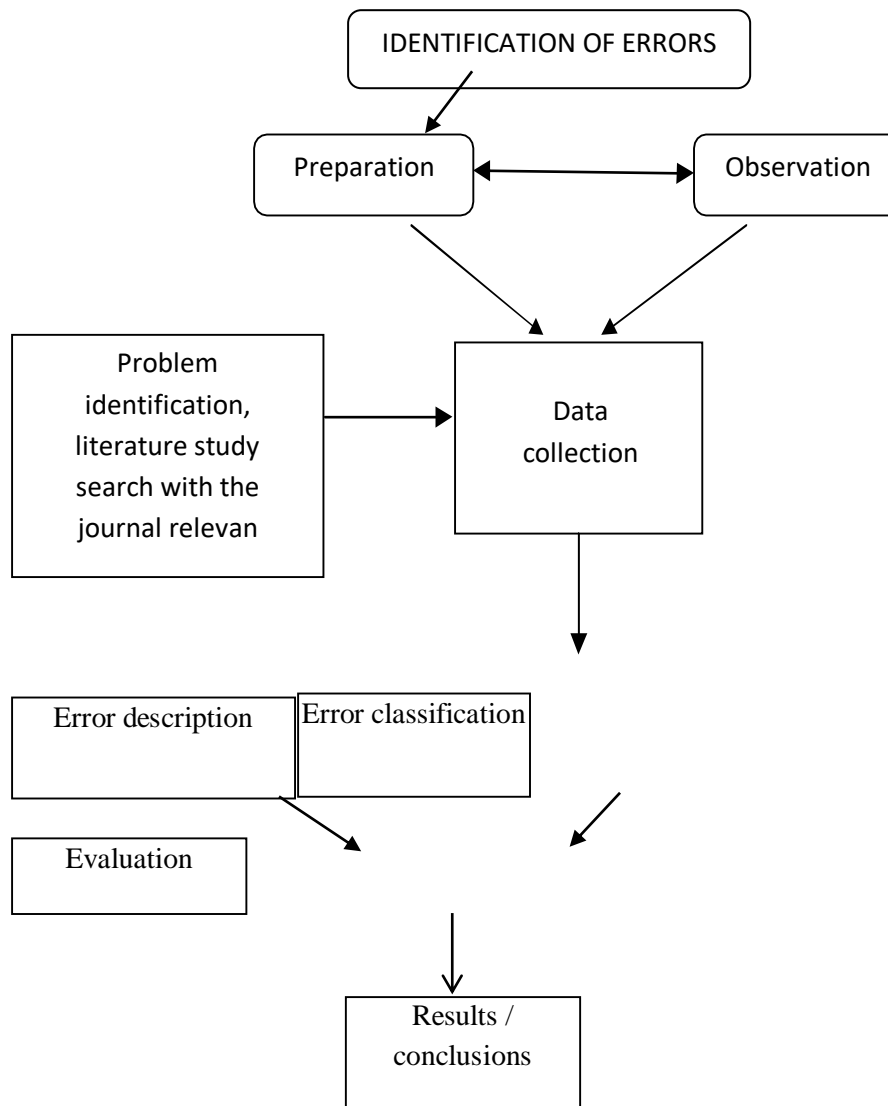 IDENTIFICATION OF ERRORS
Preparation
Observation
Problem
identification,
literature study
search with the
journal relevan
Data
collection
Error description
Error classification
Evaluation
Results /
conclusions